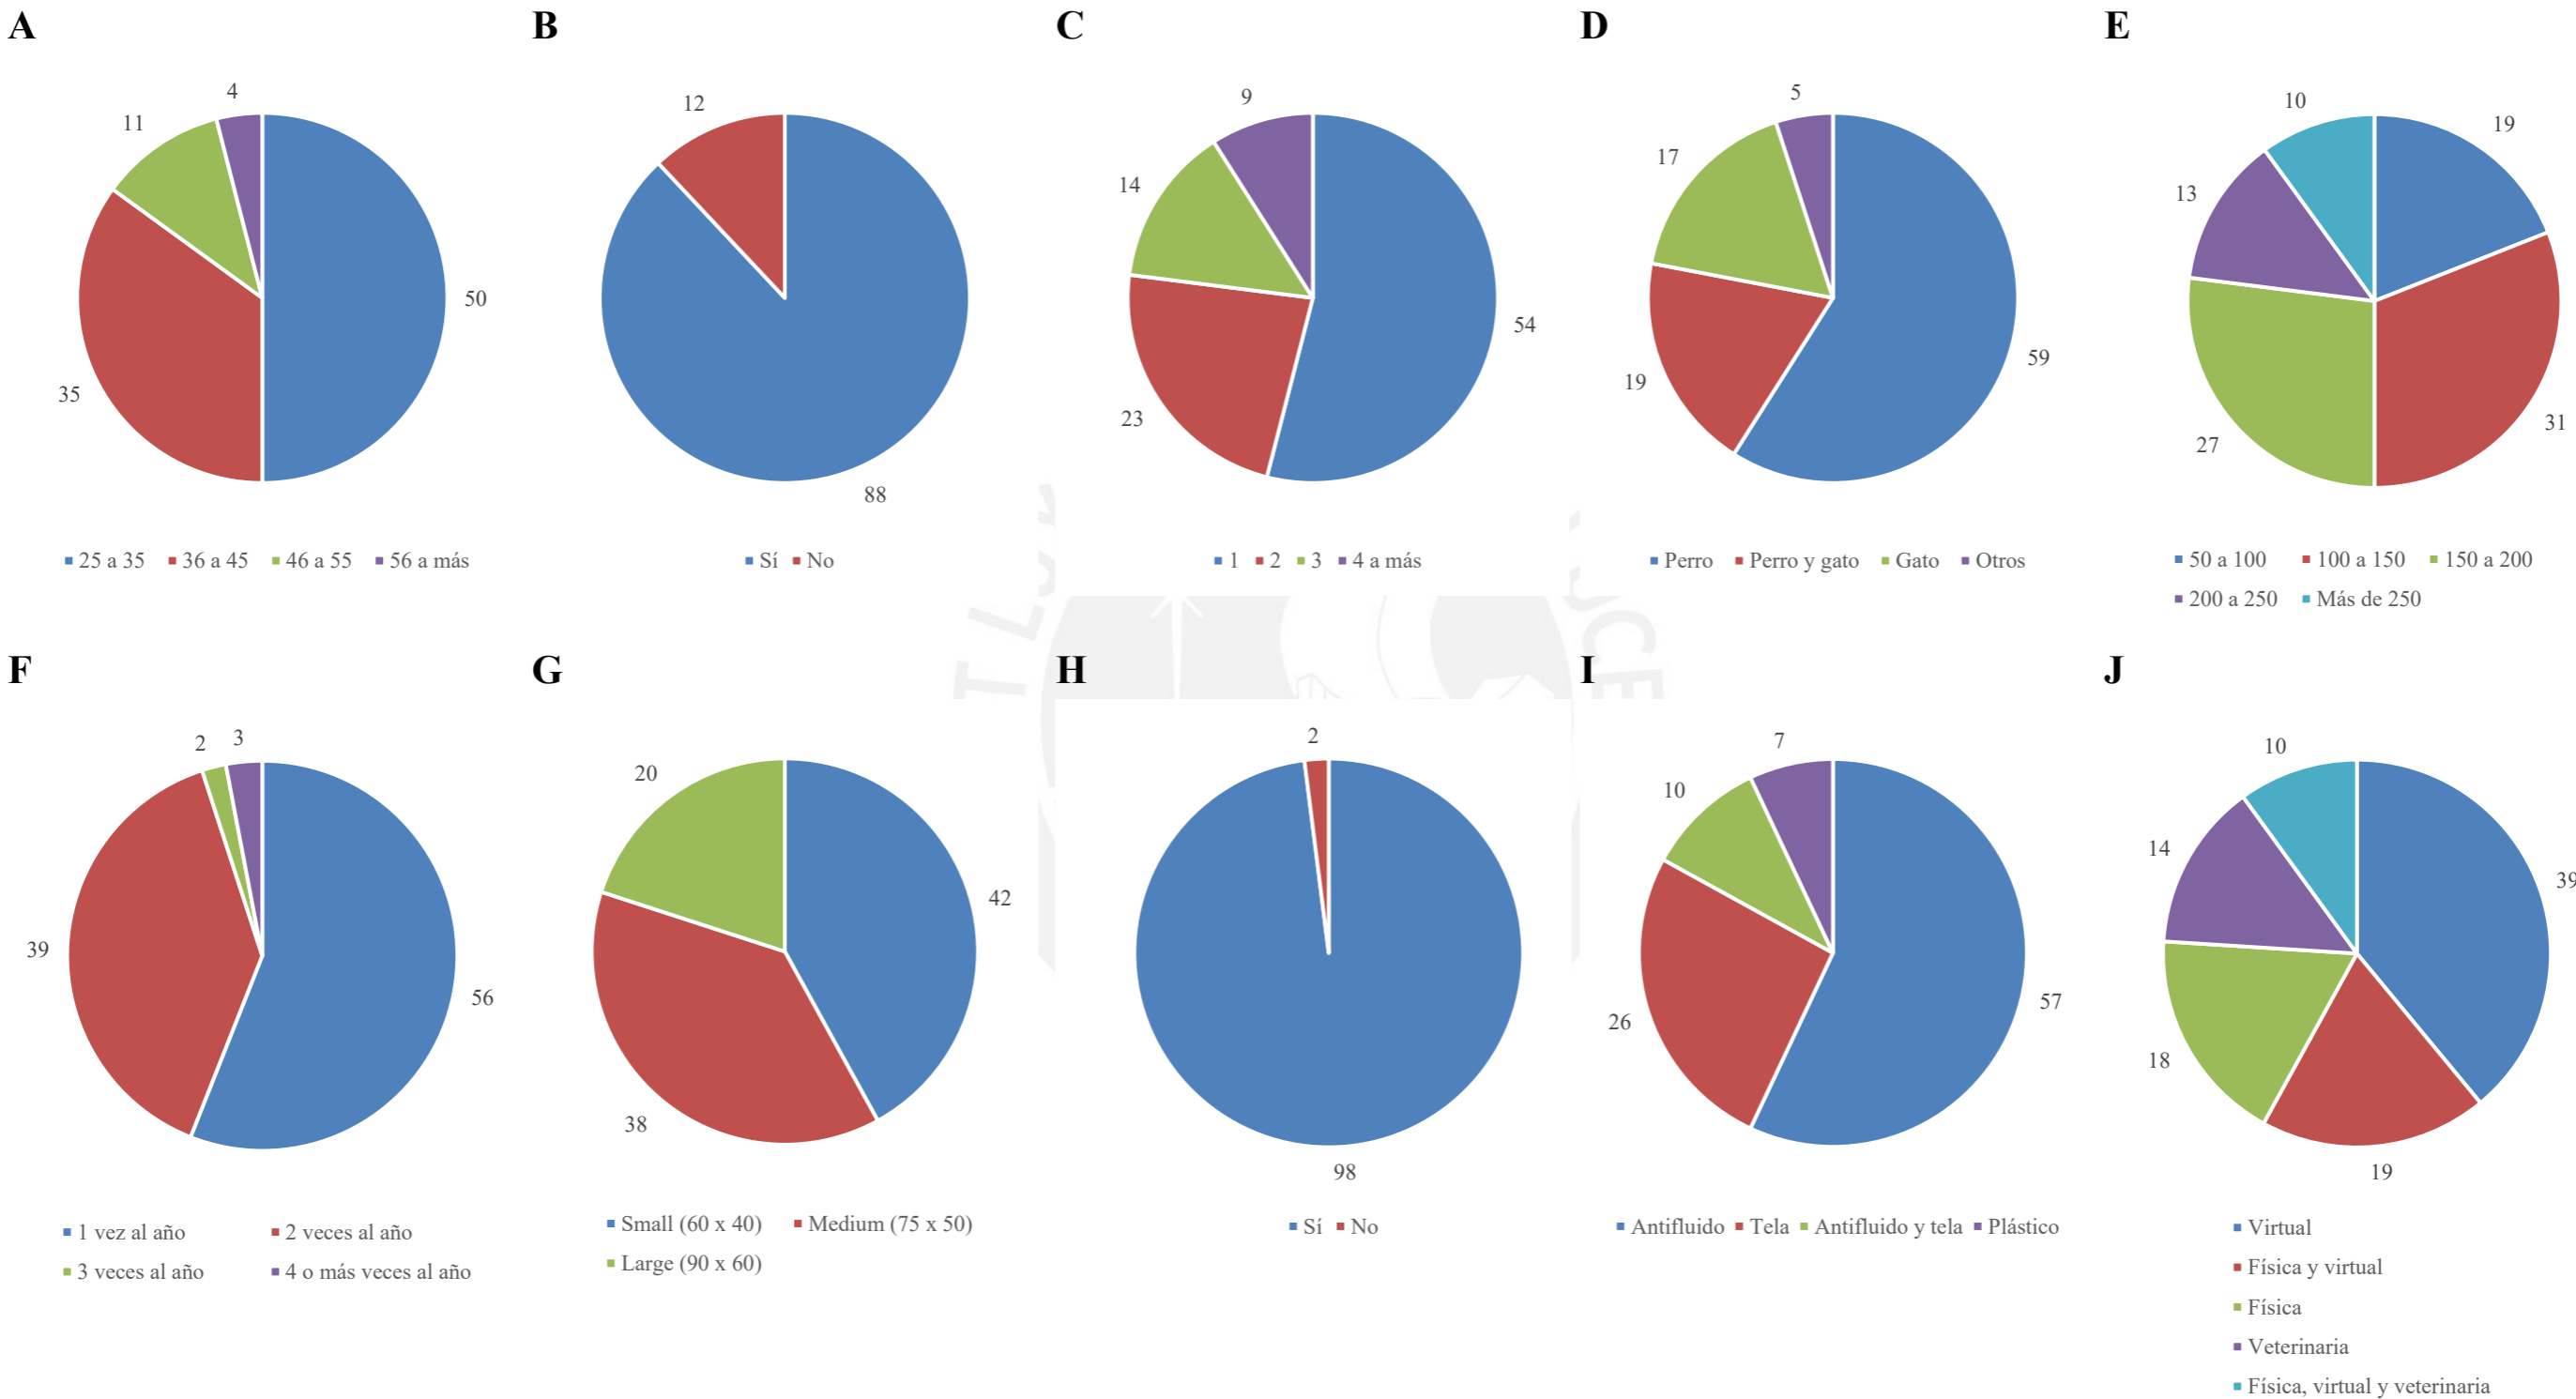 A
B
C
D
E
4
11
50
35
12
88
9
14
54
23
5
17
59
19
10
19
13
31
27
25 a 35 36 a 45 46 a 55 56 a más
Sí No
1 2 3 4 a más
Perro Perro y gato Gato Otros
50 a 100 100 a 150 150 a 200
200 a 250 Más de 250
F
G
H
I
J
2 3
39
56
20
42
38
2
98
7
10
57
26
10
14
39
18
19
1 vez al año 2 veces al año
3 veces al año 4 o más veces al año
Small (60 x 40) Medium (75 x 50)
Large (90 x 60)
Sí No
Antifluido Tela Antifluido y tela Plástico
Virtual
Física y virtual
Física
Veterinaria
Física, virtual y veterinaria